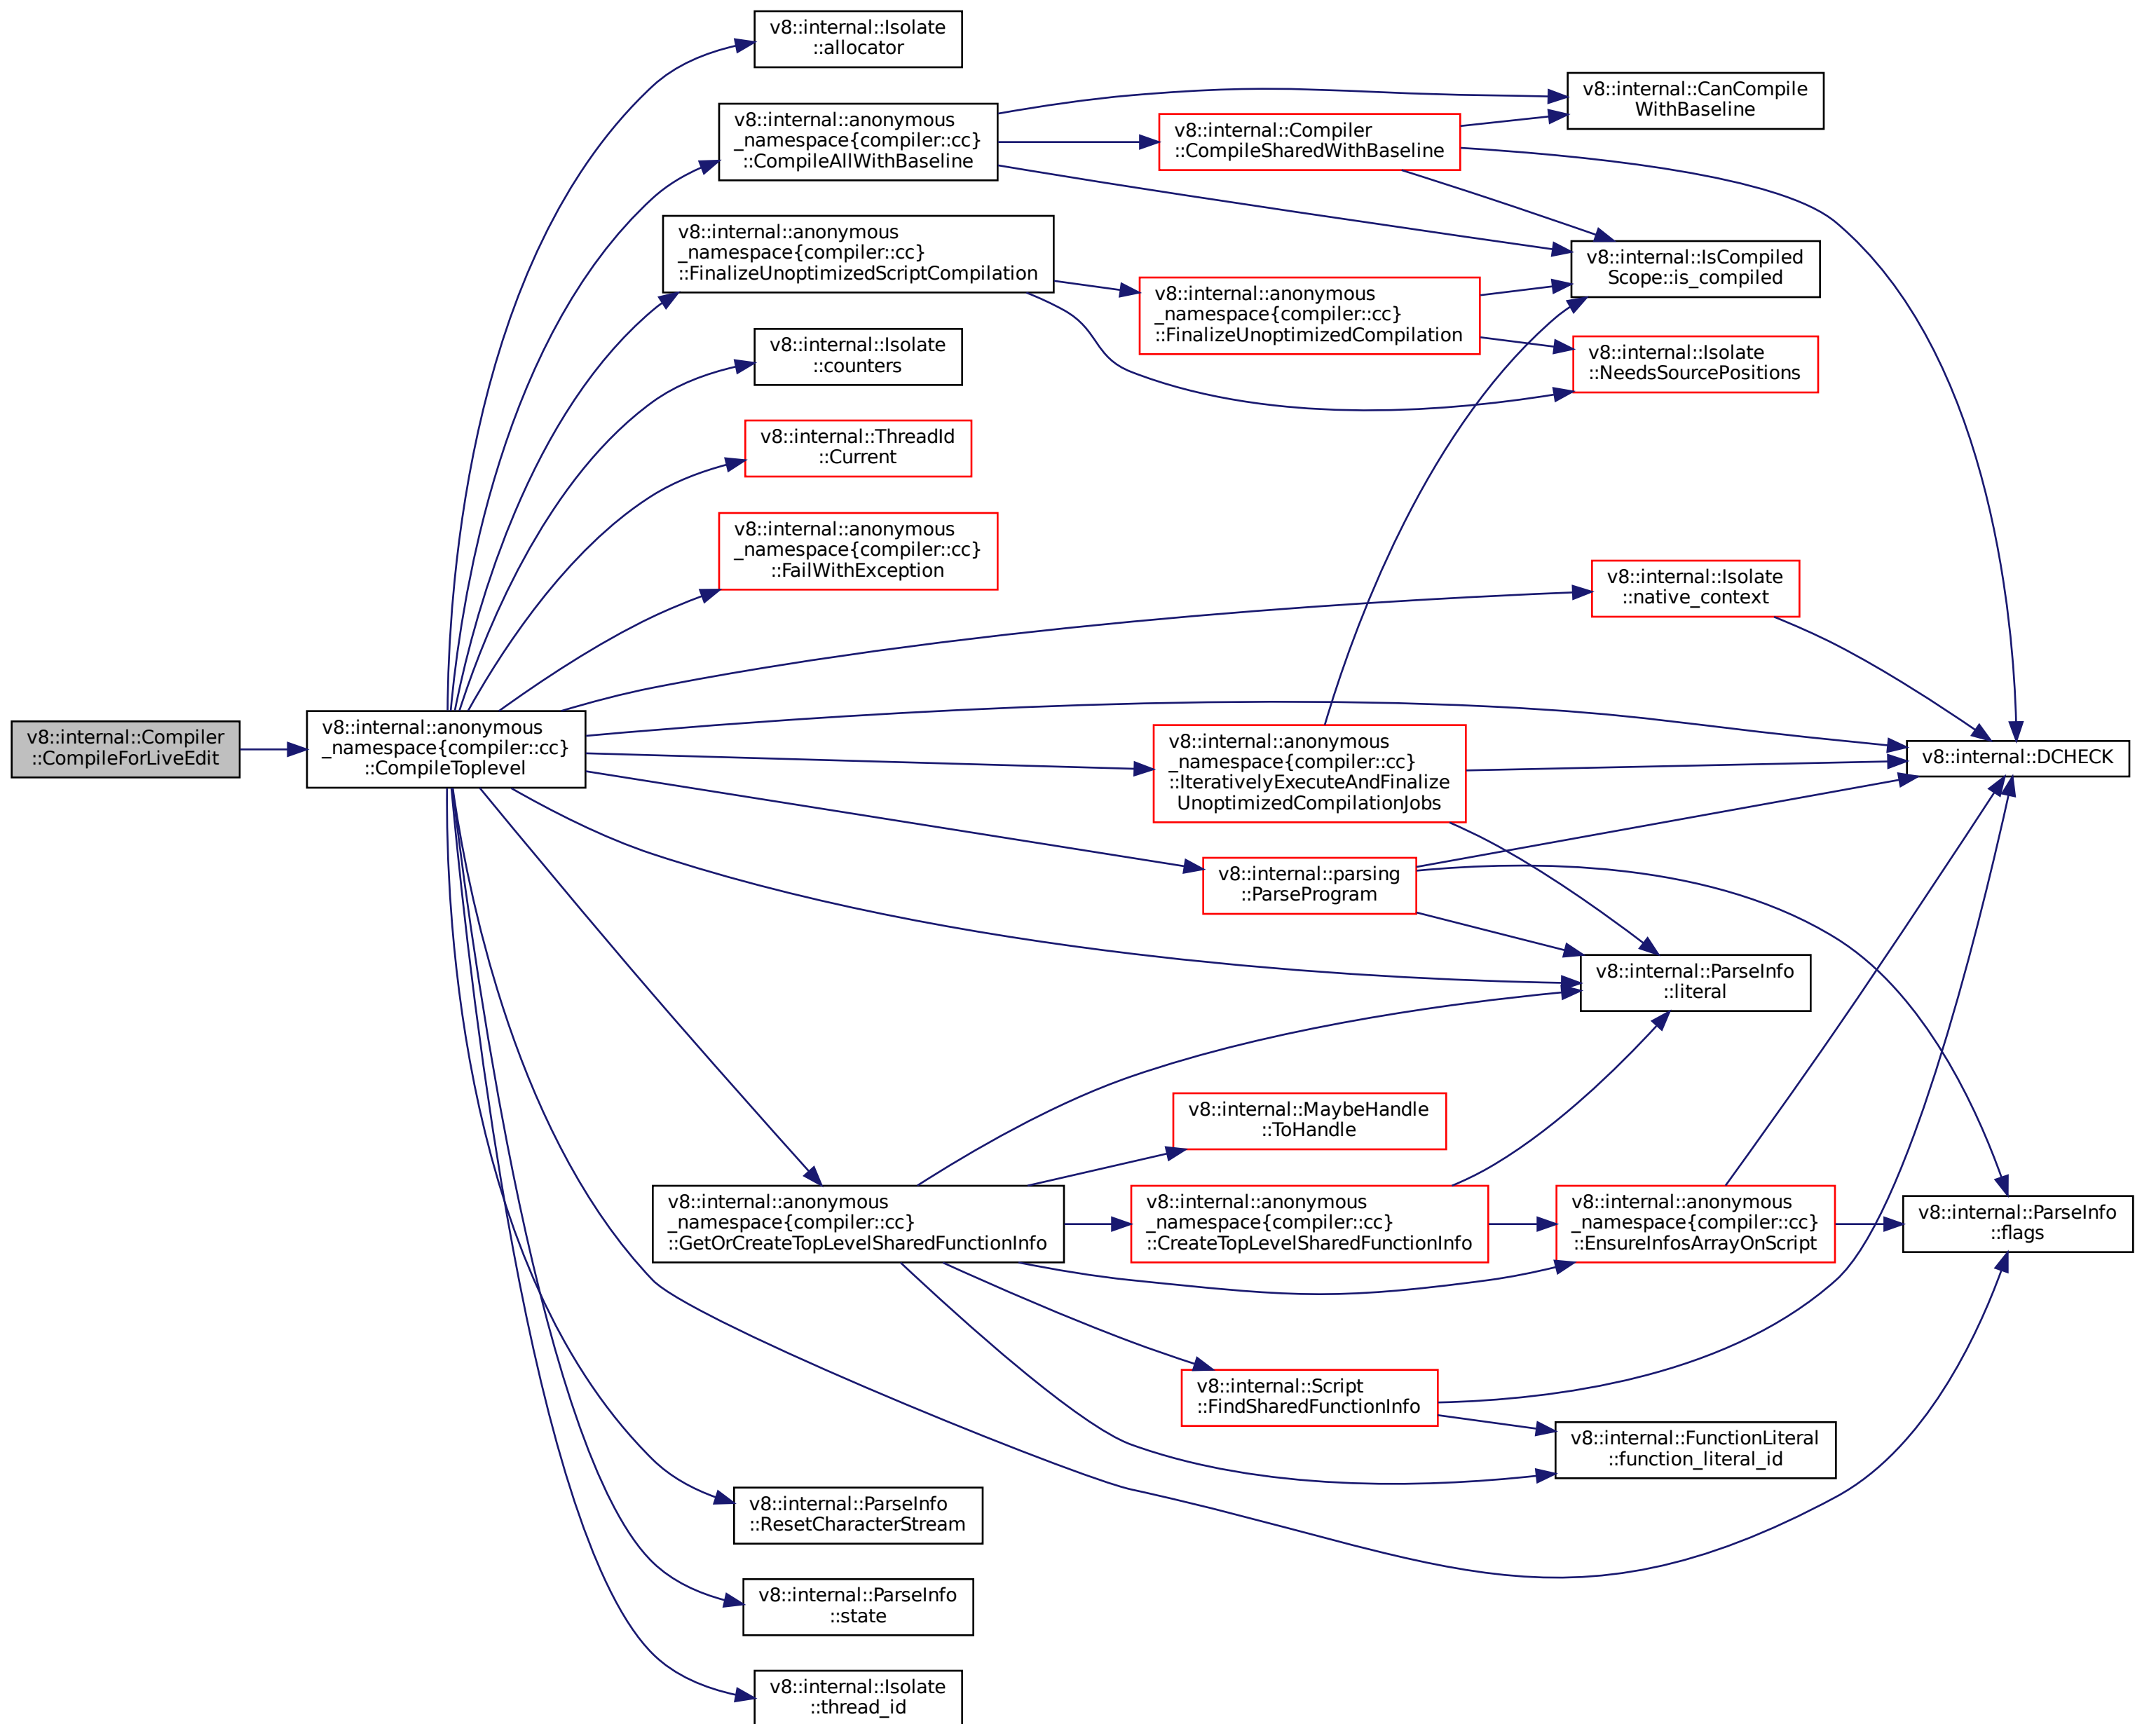 v8::internal::Compiler
::CompileForLiveEdit
v8::internal::anonymous
_namespace{compiler::cc}
::CompileToplevel
v8::internal::Isolate
::allocator
v8::internal::anonymous
_namespace{compiler::cc}
::CompileAllWithBaseline
v8::internal::anonymous
_namespace{compiler::cc}
::FinalizeUnoptimizedScriptCompilation
v8::internal::Isolate
::counters
v8::internal::ThreadId
::Current
v8::internal::anonymous
_namespace{compiler::cc}
::FailWithException
v8::internal::anonymous
_namespace{compiler::cc}
::GetOrCreateTopLevelSharedFunctionInfo
v8::internal::ParseInfo
::ResetCharacterStream
v8::internal::ParseInfo
::state
v8::internal::Isolate
::thread_id
v8::internal::Compiler
::CompileSharedWithBaseline
v8::internal::anonymous
_namespace{compiler::cc}
::FinalizeUnoptimizedCompilation
v8::internal::anonymous
_namespace{compiler::cc}
::IterativelyExecuteAndFinalize
UnoptimizedCompilationJobs
v8::internal::parsing
::ParseProgram
v8::internal::MaybeHandle
::ToHandle
v8::internal::anonymous
_namespace{compiler::cc}
::CreateTopLevelSharedFunctionInfo
v8::internal::Script
::FindSharedFunctionInfo
v8::internal::CanCompile
WithBaseline
v8::internal::IsCompiled
Scope::is_compiled
v8::internal::Isolate
::NeedsSourcePositions
v8::internal::Isolate
::native_context
v8::internal::DCHECK
v8::internal::ParseInfo
::literal
v8::internal::anonymous
_namespace{compiler::cc}
::EnsureInfosArrayOnScript
v8::internal::ParseInfo
::flags
v8::internal::FunctionLiteral
::function_literal_id